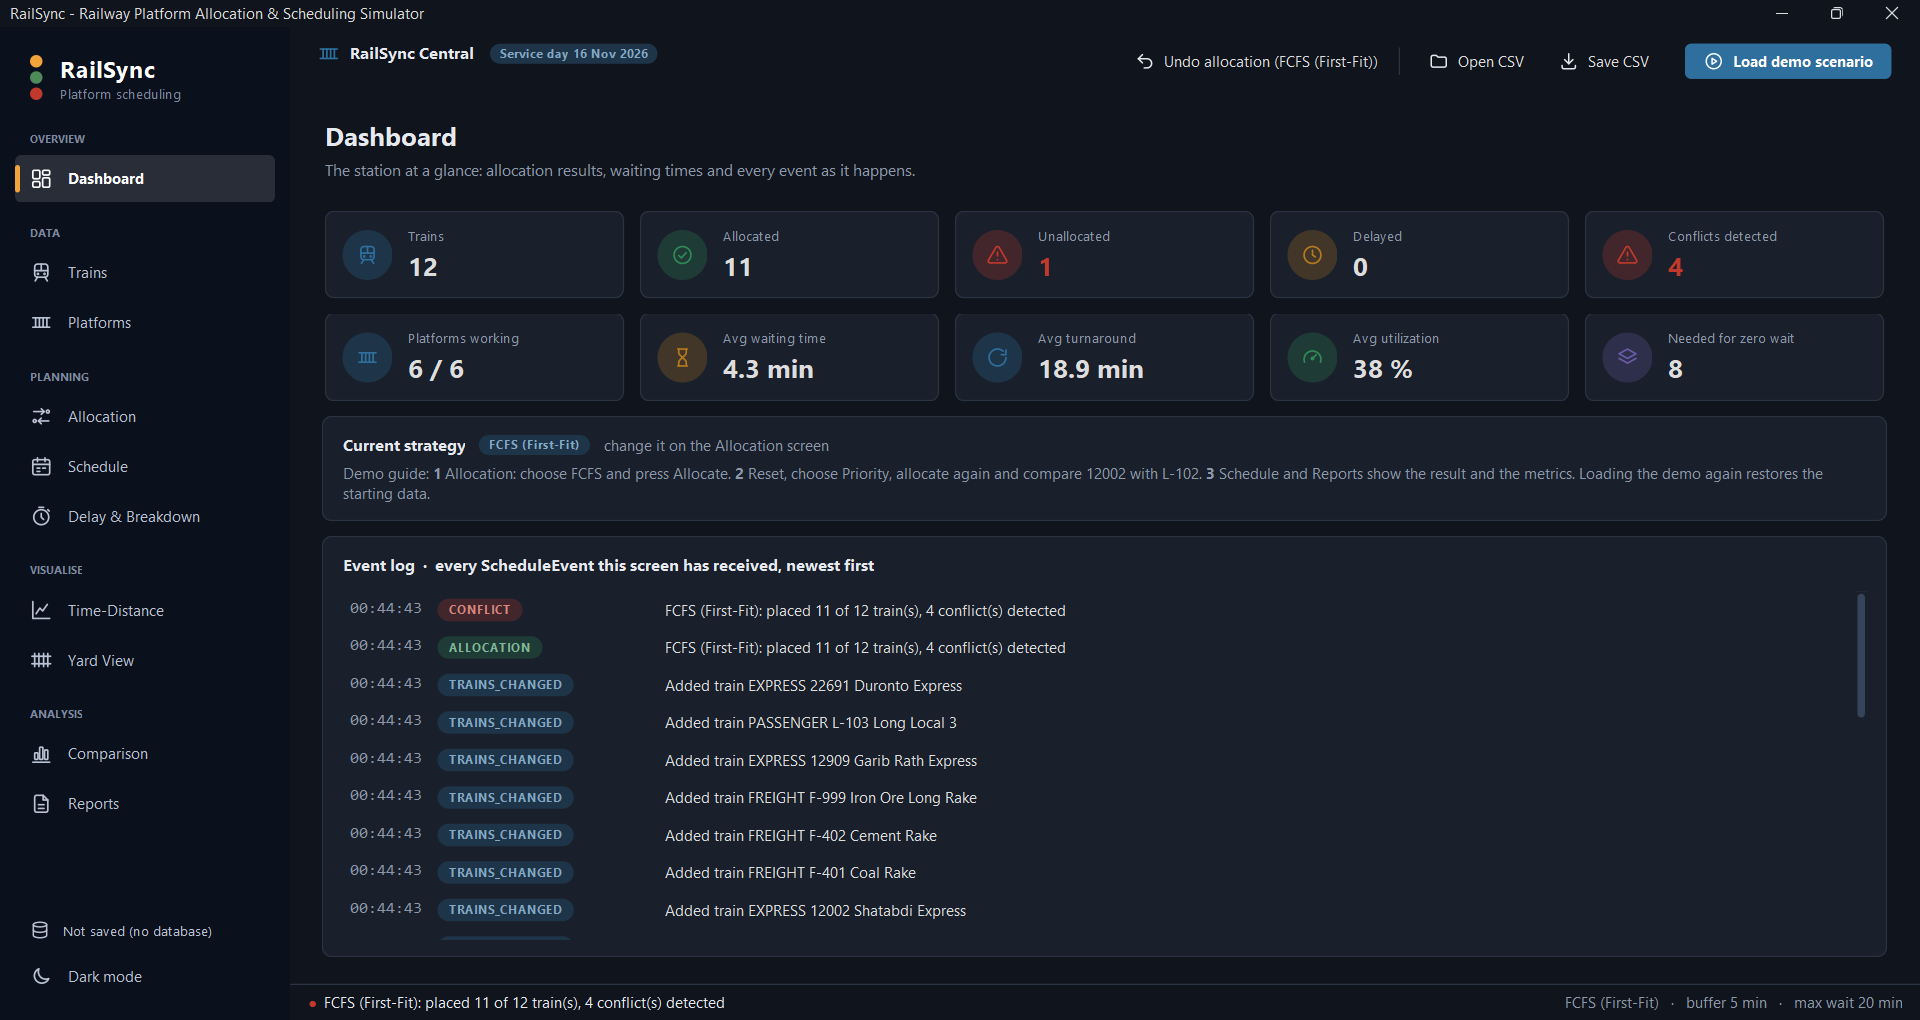 RailSync - Railway Platform Allocation & Scheduling Simulator
RailSync
Platform scheduling
OVERVIEW
Dashboard
DATA
Trains
Platforms
PLANNING
Allocation
Schedule
Delay & Breakdown
VISUALISE
Time-Distance
Yard View
ANALYSIS
Comparison
Reports
Not saved (no database)
Dark mode
RailSync Central
Service day 16 Nov 2026
Undo allocation (FCFS (First-Fit))
Open CSV
Save CSV
Load demo scenario
Dashboard
The station at a glance: allocation results, waiting times and every event as it happens.
Trains
12
Allocated
11
Unallocated
1
Delayed
0
Conflicts detected
4
Platforms working
6 / 6
Avg waiting time
4.3 min
Avg turnaround
18.9 min
Avg utilization
38 %
Needed for zero wait
8
Current strategy FCFS (First-Fit) change it on the Allocation screen
Demo guide: 1 Allocation: choose FCFS and press Allocate. 2 Reset, choose Priority, allocate again and compare 12002 with L-102. 3 Schedule and Reports show the result and the metrics. Loading the demo again restores the
starting data.
Event log · every ScheduleEvent this screen has received, newest first
00:44:43 CONFLICT FCFS (First-Fit): placed 11 of 12 train(s), 4 conflict(s) detected
00:44:43 ALLOCATION FCFS (First-Fit): placed 11 of 12 train(s), 4 conflict(s) detected
00:44:43 TRAINS_CHANGED Added train EXPRESS 22691 Duronto Express
00:44:43 TRAINS_CHANGED Added train PASSENGER L-103 Long Local 3
00:44:43 TRAINS_CHANGED Added train EXPRESS 12909 Garib Rath Express
00:44:43 TRAINS_CHANGED Added train FREIGHT F-999 Iron Ore Long Rake
00:44:43 TRAINS_CHANGED Added train FREIGHT F-402 Cement Rake
00:44:43 TRAINS_CHANGED Added train FREIGHT F-401 Coal Rake
00:44:43 TRAINS_CHANGED Added train EXPRESS 12002 Shatabdi Express
FCFS (First-Fit): placed 11 of 12 train(s), 4 conflict(s) detected
FCFS (First-Fit) · buffer 5 min · max wait 20 min